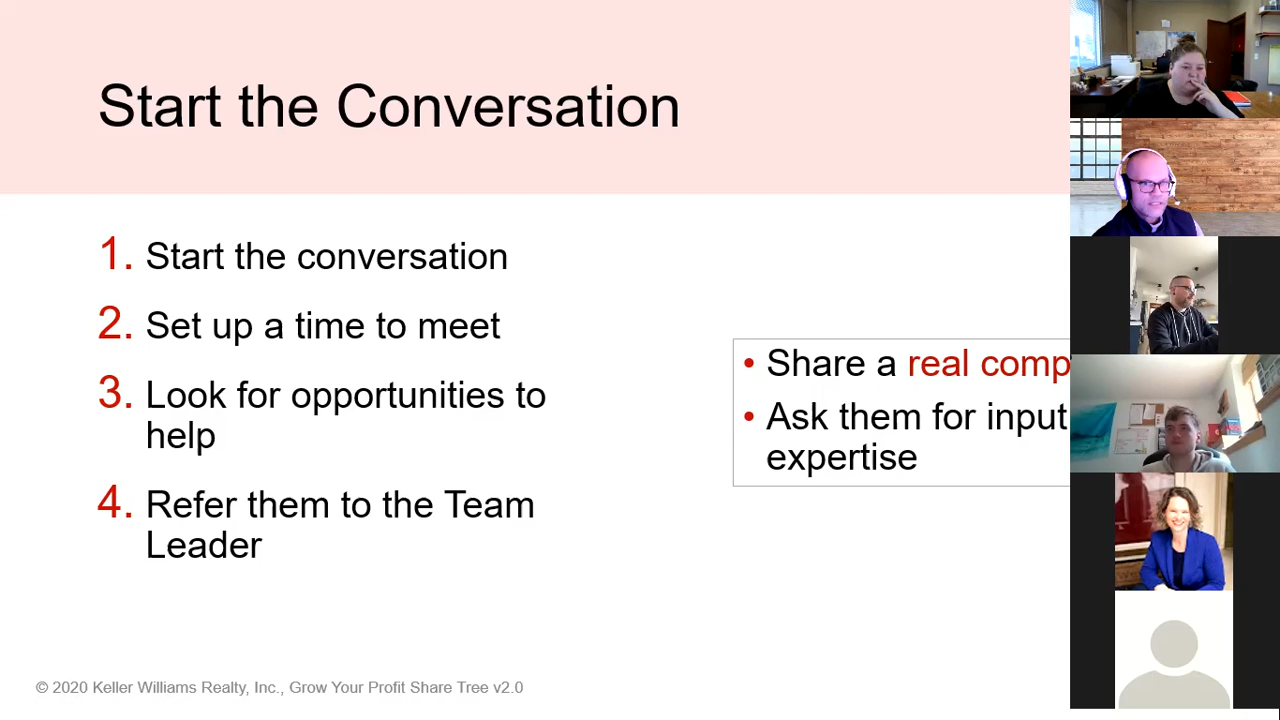 Start the Conversation
1. Start the conversation
2. Set up a time to meet
3. Look for opportunities to
help
4. Refer them to the Team
Leader
• Share a real comp
• Ask them for input
expertise
© 2020 Keller Williams Realty, Inc., Grow Your Profit Share Tree v2.0